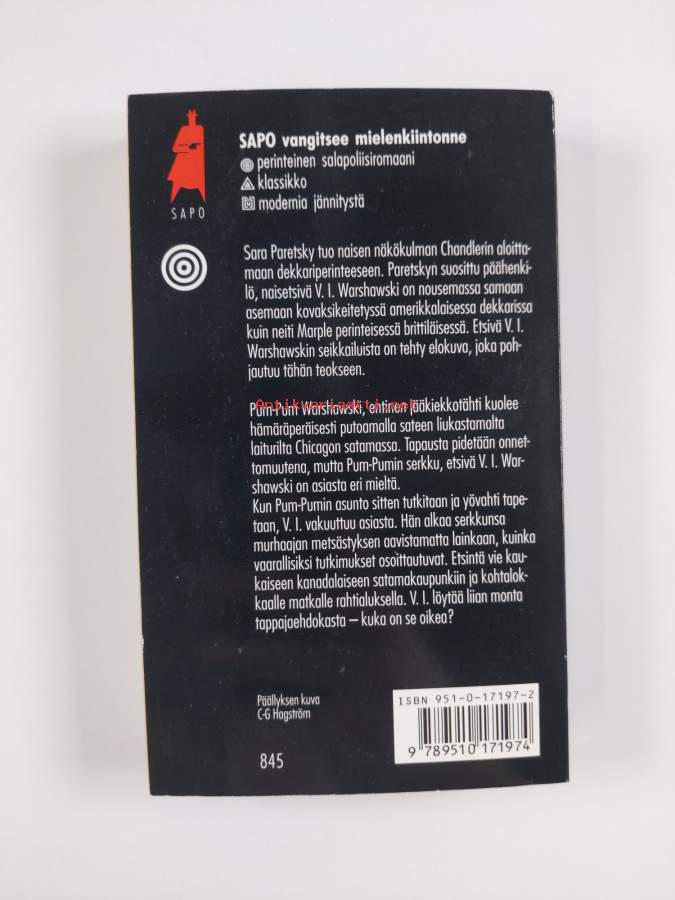 SAPO vangitsee mielenkiintonne
perinteinen salapoliisiromaani
klassikko
modernia jännitystä
SAPO
Sara Paretsky tuo naisen näkökulman Chandlerin aloitta-
maan dekkariperinteeseen. Paretskyn suosittu päähenki-
lö, naisetsivä V. I. Warshawski on nousemassa samaan
asemaan kovaksikeitetyssä amerikkalaisessa dekkarissa
kuin neiti Marple perinteisessä brittiläisessä. Etsivä V. I.
Warshawskin seikkailuista on tehty elokuva, joka poh-
jautuu tähän teokseen.
Antikvariaatti.net
Pum-Pum Warshawski, entinen jääkiekkotähti kuolee
hämäräperäisesti putoamalla sateen liukastamalta
laiturilta Chicagon satamassa. Tapausta pidetään onnet-
tomuutena, mutta Pum-Pumin serkku, etsivä V. I. War-
shawski on asiasta eri mieltä.
Kun Pum-Pumin asunto sitten tutkitaan ja yövahti tape-
taan, V. I. vakuuttuu asiasta. Hän alkaa serkkunsa
murhaajan metsästyksen aavistamatta lainkaan, kuinka
vaarallisiksi tutkimukset osoittautuvat. Etsintä vie kau-
kaiseen kanadalaiseen satamakaupunkiin ja kohtalok-
kaalle matkalle rahtialuksella. V. I. löytää liian monta
tappajaehdokasta – kuka on se oikea?
Päällyksen kuva
C-G Hagström
845
ISBN 951-0-17197-2
9 789510 171974